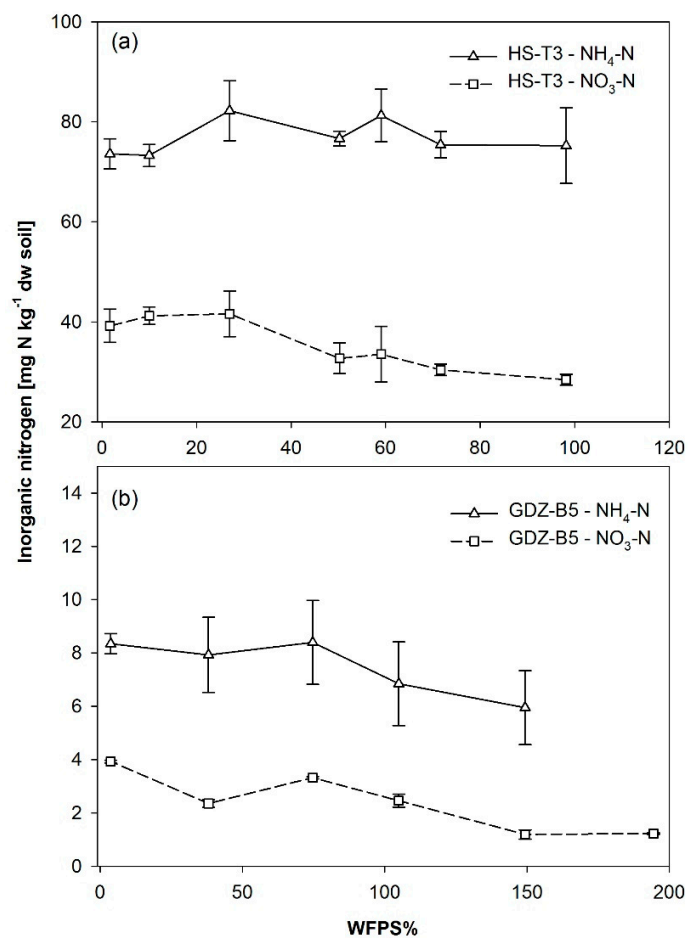 100
(a)
HS-T3 - NH₄-N
HS-T3 - NO₃-N
80
60
40
20
0 20 40 60 80 100 120
Inorganic nitrogen [mg N kg⁻¹ dw soil]
14
(b)
GDZ-B5 - NH₄-N
GDZ-B5 - NO₃-N
12
10
8
6
4
2
0
0 50 100 150 200
WFPS%